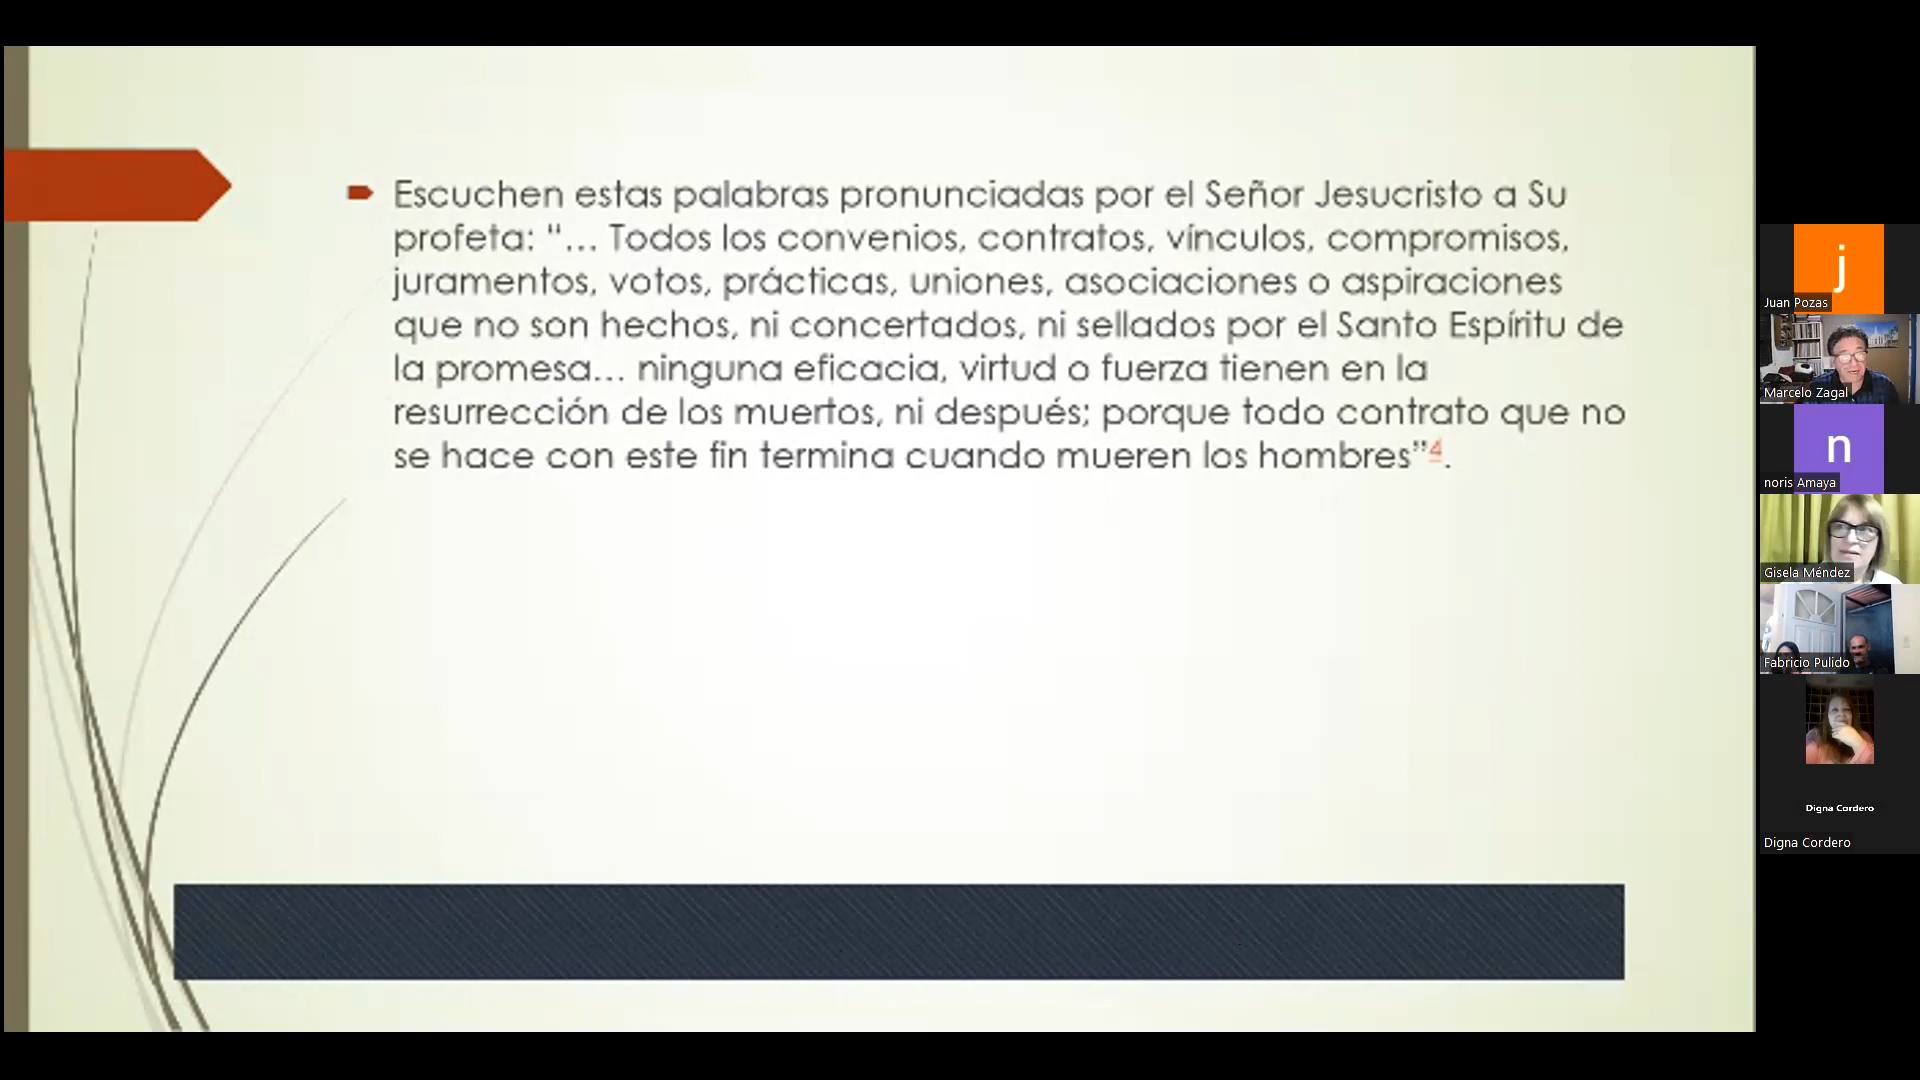 Escuchen estas palabras pronunciadas por el Señor Jesucristo a Su
profeta: “… Todos los convenios, contratos, vínculos, compromisos,
juramentos, votos, prácticas, uniones, asociaciones o aspiraciones
que no son hechos, ni concertados, ni sellados por el Santo Espíritu de
la promesa… ninguna eficacia, virtud o fuerza tienen en la
resurrección de los muertos, ni después; porque todo contrato que no
se hace con este fin termina cuando mueren los hombres”4.
j
Juan Pozas
Marcelo Zagal
n
noris Amaya
Gisela Méndez
Fabricio Pulido
Digna Cordero
Digna Cordero